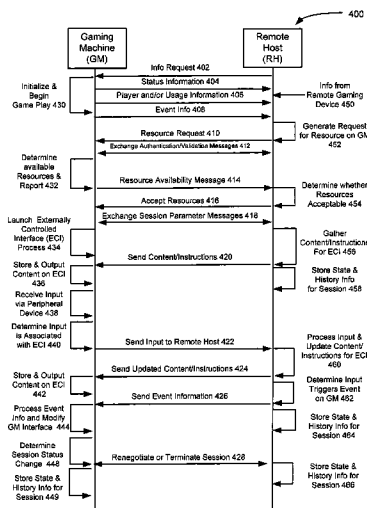 400
Gaming
Machine
(GM)
Remote
Host
(RH)
Info Request 402
Status Information 404
Player and/or Usage Information 406
Initialize &
Begin
Game Play 430
Info from
Remote Gaming
Device 450
Event Info 408
Generate Request
for Resource on GM
452
Resource Request 410
Exchange Authentication/Validation Messages 412
Determine
available
Resources &
Report 432
Resource Availability Message 414
Determine whether
Resources
Acceptable 454
Accept Resources 416
Exchange Session Parameter Messages 418
Launch Externally
Controlled
Interface (ECI)
Process 434
Gather
Content/Instructions
For ECI 456
Send Content/Instructions 420
Store & Output
Content on ECI
436
Store State &
History Info
for Session 458
Receive Input
via Peripheral
Device 438
Determine Input
is Associated
with ECI 440
Send Input to Remote Host 422
Process Input &
Update Content/
Instructions for ECI
460
Send Updated Content/Instructions 424
Store & Output
Content on ECI
442
Determine Input
Triggers Event
on GM 462
Send Event Information 426
Process Event
Info and Modify
GM Interface 444
Store State &
History Info for
Session 464
Determine
Session Status
Change 448
Renegotiate or Terminate Session 428
Store State &
History Info for
Session 449
Store State &
History Info for
Session 466